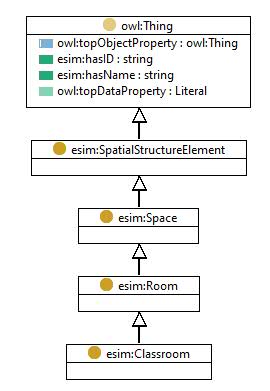 owl:Thing
owl:topObjectProperty : owl:Thing
esim:hasID : string
esim:hasName : string
owl:topDataProperty : Literal
esim:SpatialStructureElement
esim:Space
esim:Room
esim:Classroom